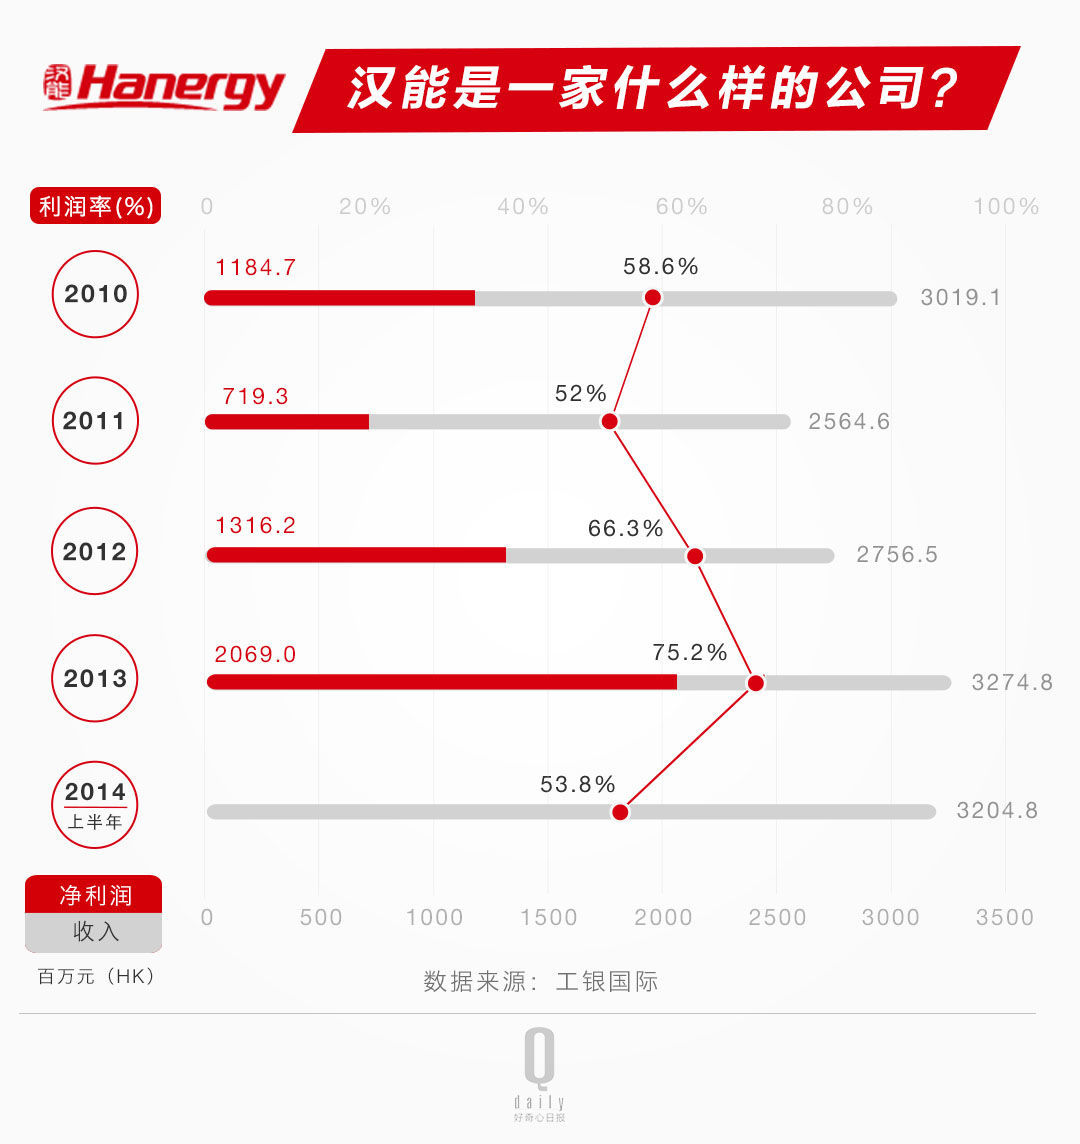 汉能 Hanergy
汉能是一家什么样的公司?
利润率(%)
0 20% 40% 60% 80% 100%
2010
1184.7
58.6%
3019.1
2011
719.3
52%
2564.6
2012
1316.2
66.3%
2756.5
2013
2069.0
75.2%
3274.8
2014
上半年
53.8%
3204.8
净利润
收入
0 500 1000 1500 2000 2500 3000 3500
百万元（HK）
数据来源：工银国际
Q
daily
好奇心日报